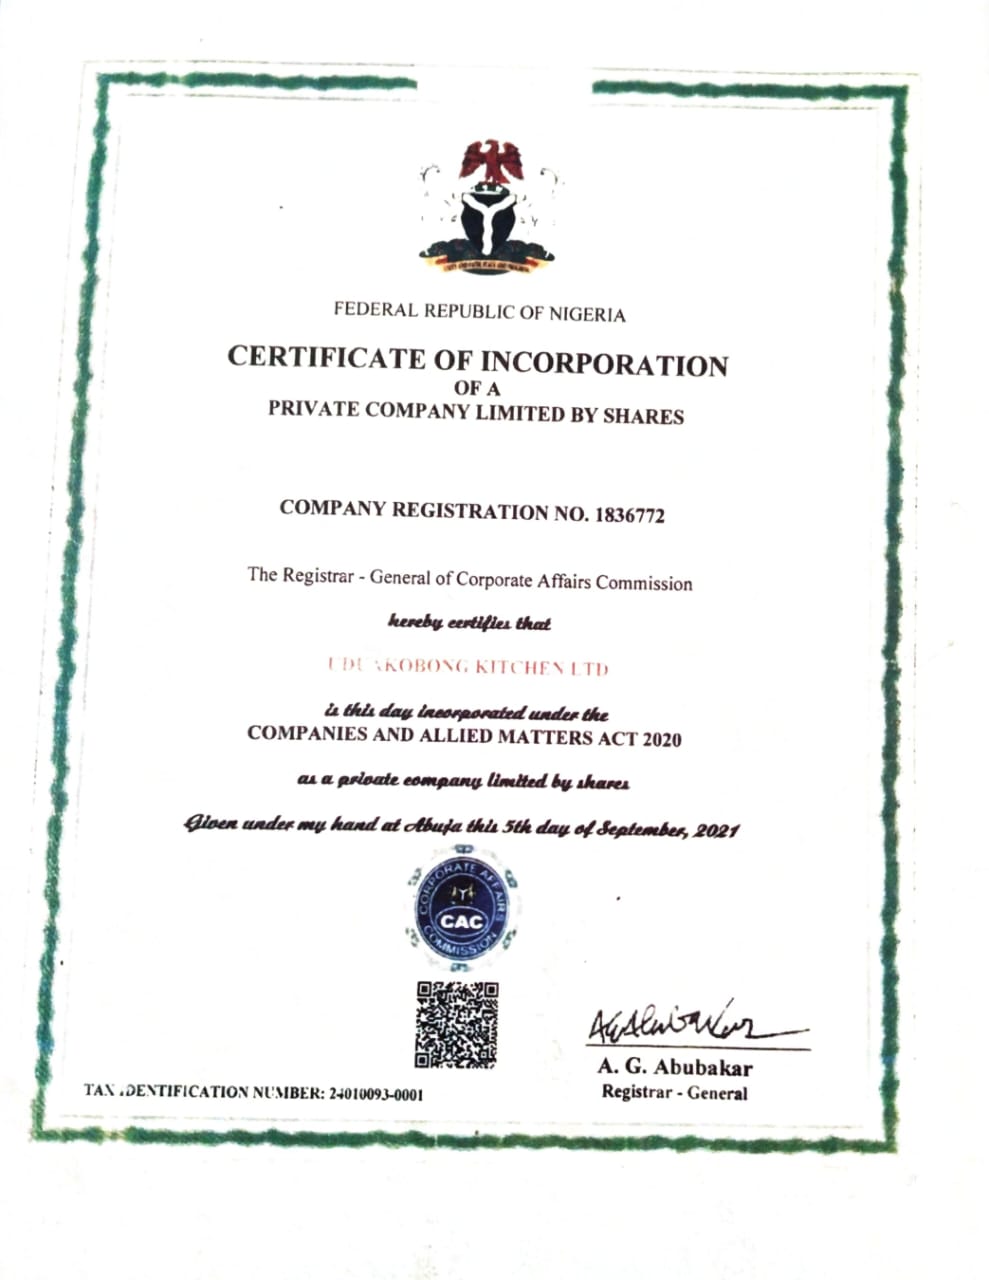 FEDERAL REPUBLIC OF NIGERIA
CERTIFICATE OF INCORPORATION
OF A
PRIVATE COMPANY LIMITED BY SHARES
COMPANY REGISTRATION NO. 1836772
The Registrar - General of Corporate Affairs Commission
hereby certifies that
UDUAKOBONG KITCHEN LTD
is this day incorporated under the
COMPANIES AND ALLIED MATTERS ACT 2020
as a private company limited by shares
Given under my hand at Abuja this 5th day of September, 2021
CORPORATE AFFAIRS
CAC
COMMISSION
A. G. Abubakar
Registrar - General
TAX IDENTIFICATION NUMBER: 24010093-0001